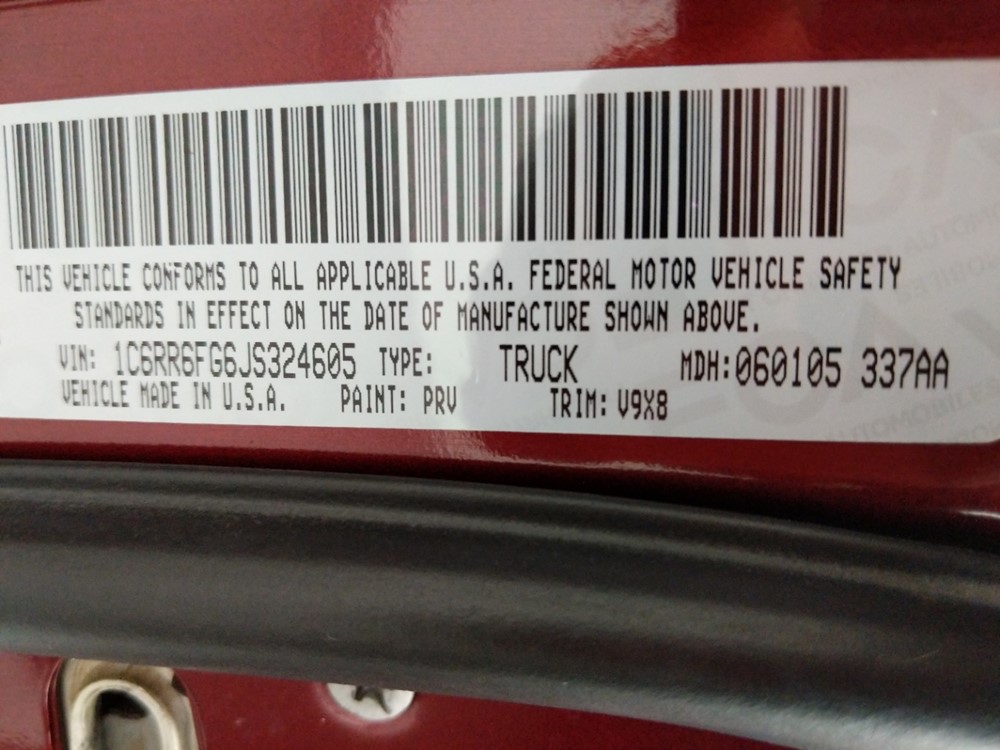 THIS VEHICLE CONFORMS TO ALL APPLICABLE U.S.A. FEDERAL MOTOR VEHICLE SAFETY
STANDARDS IN EFFECT ON THE DATE OF MANUFACTURE SHOWN ABOVE.
VIN: 1C6RR6FG6JS324605 TYPE: TRUCK MDH:060105 337AA
VEHICLE MADE IN U.S.A. PAINT: PRV TRIM: V9X8